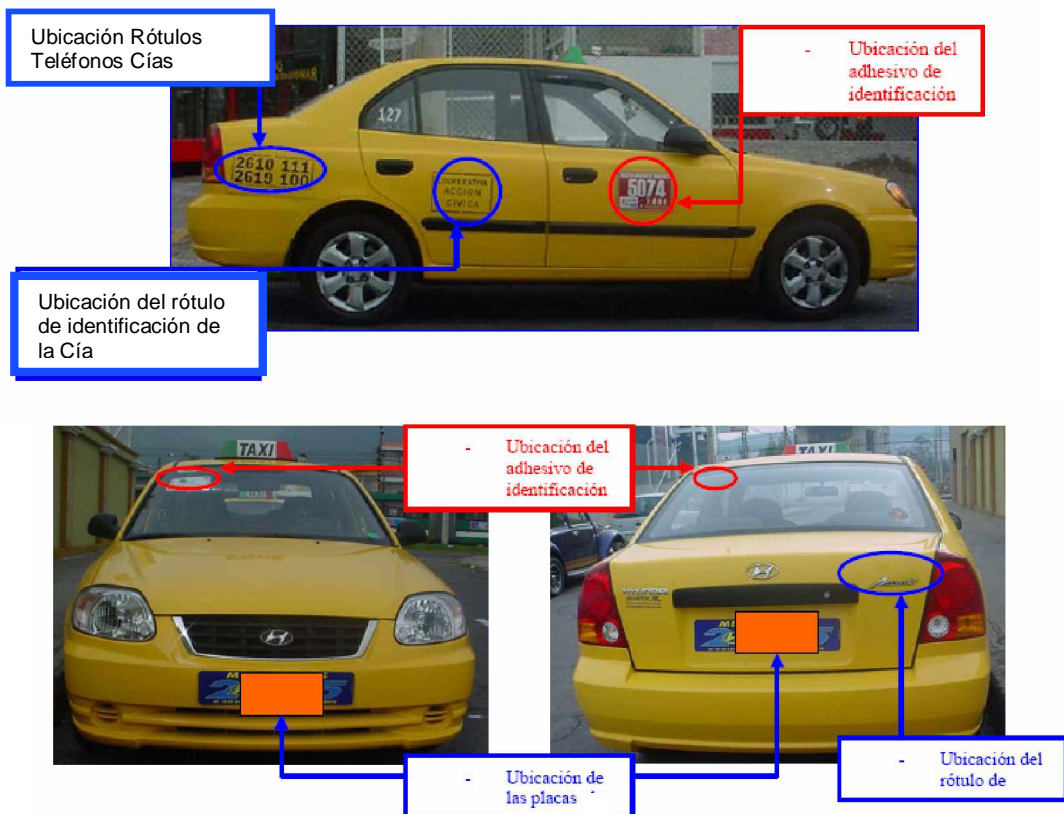 Ubicación Rótulos
Teléfonos Cías
- Ubicación del
adhesivo de
identificación
127
2610 111
2619 100
COOPERATIVA
ACCION
CIVICA
5074
Ubicación del rótulo
de identificación de
la Cía
TAXI
- Ubicación del
adhesivo de
identificación
TAXI
HYUNDAI
- Ubicación de
las placas
- Ubicación del
rótulo de